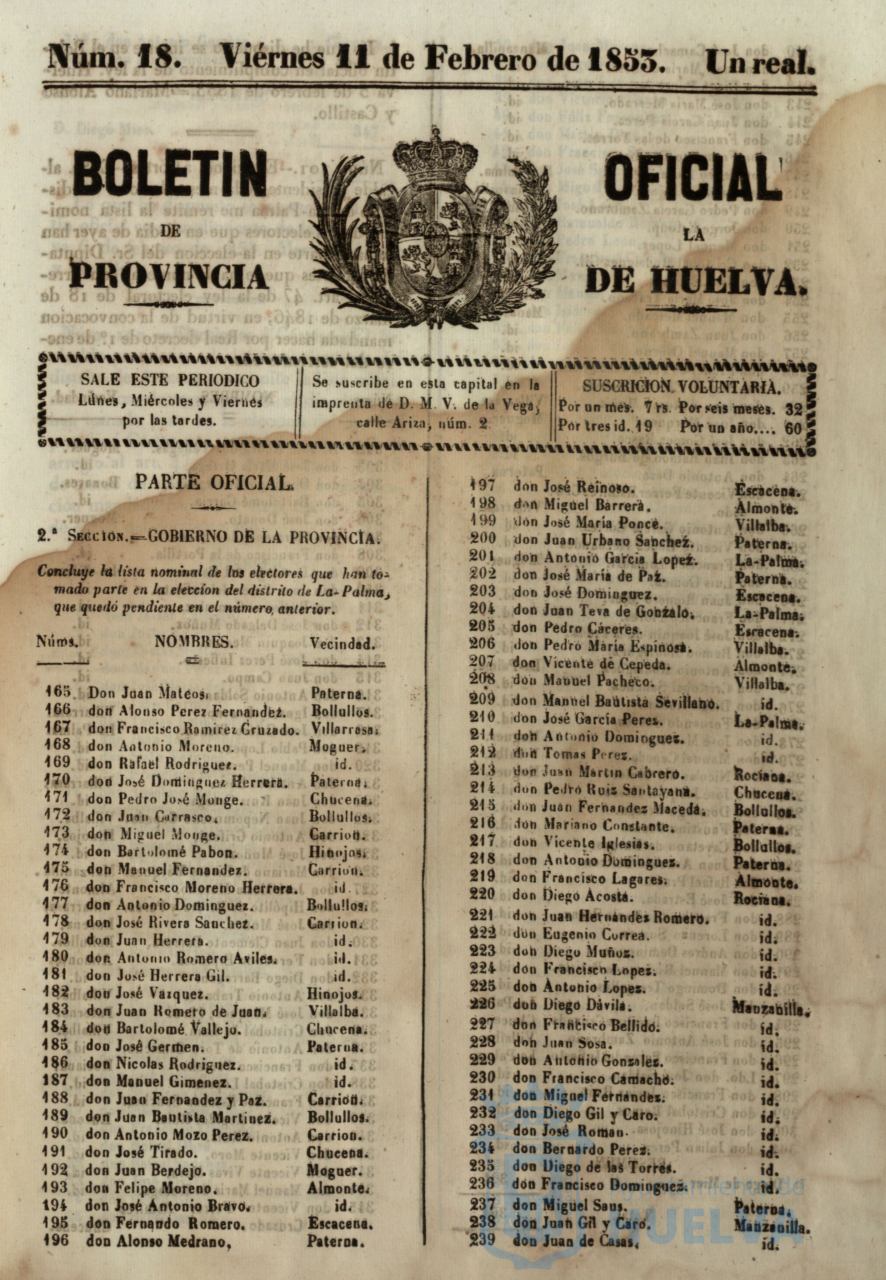 Núm. 18. Viérnes 11 de Febrero de 1853. Un real.
BOLETIN OFICIAL
DE LA
PROVINCIA DE HUELVA.
SALE ESTE PERIODICO
Lúnes, Miércoles y Viernes
por las tardes.
Se suscribe en esta capital en la
imprenta de D. M. V. de la Vega,
calle Ariza, núm. 2
SUSCRICION VOLUNTARIA.
Por un mes. 7 rs. Por seis meses. 32
Por tres id. 19 Por un año.... 60
PARTE OFICIAL.
2.ª SECCION.=GOBIERNO DE LA PROVINCIA.
Concluye la lista nominal de los electores que han to-
mado parte en la eleccion del distrito de La-Palma,
que quedó pendiente en el número anterior.
Núms. NOMBRES. Vecindad.
165 Don Juan Mateos. Paterna.
166 don Alonso Perez Fernandez. Bollullos.
167 don Francisco Ramirez Cruzado. Villarrasa.
168 don Antonio Moreno. Moguer.
169 don Rafael Rodriguez. id.
170 don José Dominguez Herrera. Paterna.
171 don Pedro José Monge. Chucena.
172 don Juan Carrasco. Bollullos.
173 don Miguel Monge. Carrion.
174 don Bartolomé Pabon. Hinojos.
175 don Manuel Fernandez. Carrion.
176 don Francisco Moreno Herrera. id
177 don Antonio Dominguez. Bollullos.
178 don José Rivera Sanchez. Carrion.
179 don Juan Herrera. id.
180 don Antonio Romero Aviles. id.
181 don José Herrera Gil. id.
182 don José Vazquez. Hinojos.
183 don Juan Romero de Juan. Villalba.
184 don Bartolomé Vallejo. Chucena.
185 don José Germen. Paterna.
186 don Nicolas Rodriguez. id.
187 don Manuel Gimenez. id.
188 don Juan Fernandez y Paz. Carrion.
189 don Juan Bautista Martinez. Bollullos.
190 don Antonio Mozo Perez. Carrion.
191 don José Tirado. Chucena.
192 don Juan Berdejo. Moguer.
193 don Felipe Moreno. Almonte.
194 don José Antonio Bravo. id.
195 don Fernando Romero. Escacena.
196 don Alonso Medrano, Paterna.
197 don José Reinoso. Escacena.
198 don Miguel Barrera. Almonte.
199 don José Maria Ponce. Villalba.
200 don Juan Urbano Sanchez. Paterna.
201 don Antonio Garcia Lopez. La-Palma.
202 don José Maria de Paz. Paterna.
203 don José Dominguez. Escacena.
204 don Juan Teva de Gonzalo. La-Palma.
205 don Pedro Cáceres. Escacena.
206 don Pedro Maria Espinosa. Villalba.
207 don Vicente de Cepeda. Almonte.
208 don Manuel Pacheco. Villalba.
209 don Manuel Bautista Sevillano. id.
210 don José Garcia Peres. La-Palma.
211 don Antonio Domingues. id.
212 don Tomas Perez. id.
213 don Juan Martin Cabrero. Rociana.
214 don Pedro Ruiz Santayana. Chucena.
215 don Juan Fernandez Maceda. Bollullos.
216 don Mariano Constante. Paterna.
217 don Vicente Iglesias. Bollullos.
218 don Antonio Domingues. Paterna.
219 don Francisco Lagares. Almonte.
220 don Diego Acosta. Rociana.
221 don Juan Hernandes Romero. id.
222 don Eugenio Correa. id.
223 don Diego Muñoz. id.
224 don Francisco Lopez. id.
225 don Antonio Lopes. id.
226 don Diego Dávila. Manzanilla.
227 don Francisco Bellido. id.
228 don Juan Sosa. id.
229 don Antonio Gonzales. id.
230 don Francisco Camacho. id.
231 don Miguel Férnandez. id.
232 don Diego Gil y Caro. id.
233 don José Roman. id.
234 don Bernardo Perez. id.
235 don Diego de las Torres. id.
236 don Francisco Dominguez. id.
237 don Miguel Saus. Paterna.
238 don Juan Gil y Caro. Manzanilla.
239 don Juan de Casas. id.